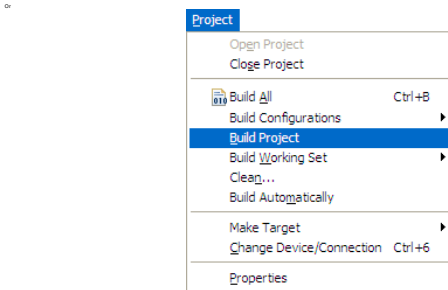 Or
Project
Open Project
Close Project
Build All Ctrl+B
Build Configurations
Build Project
Build Working Set
Clean...
Build Automatically
Make Target
Change Device/Connection Ctrl+6
Properties